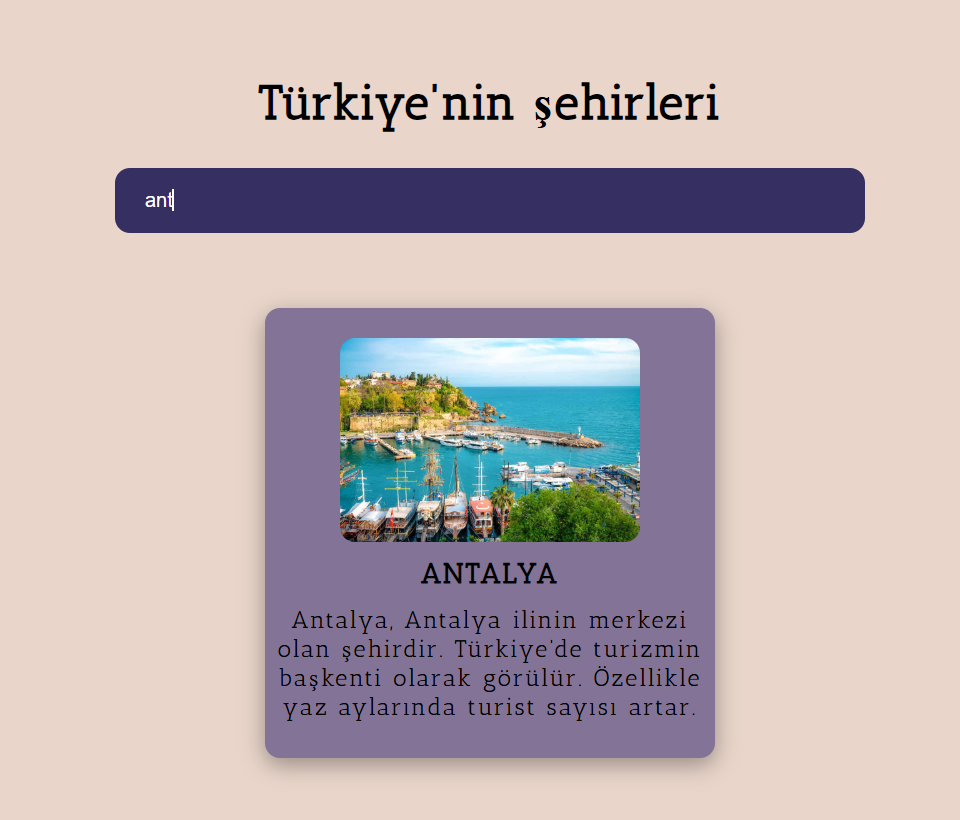 Türkiye'nin şehirleri
ant
ANTALYA
Antalya, Antalya ilinin merkezi
olan şehirdir. Türkiye'de turizmin
başkenti olarak görülür. Özellikle
yaz aylarında turist sayısı artar.